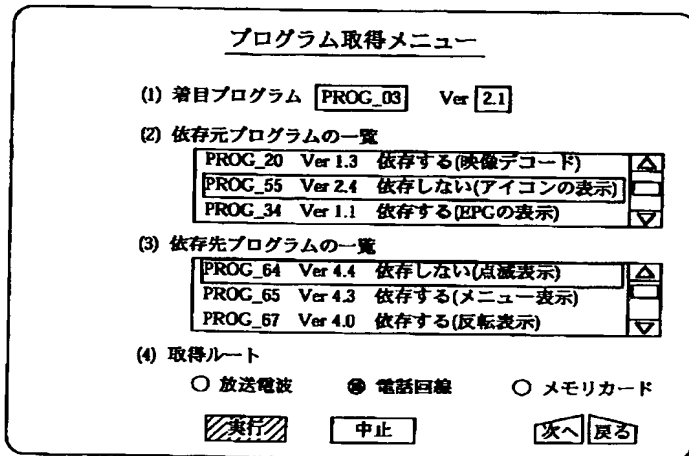 プログラム取得メニュー
(1) 着目プログラム PROG_03 Ver 2.1
(2) 依存元プログラムの一覧
PROG_20 Ver 1.3 依存する(映像デコード)
PROG_55 Ver 2.4 依存しない(アイコンの表示)
PROG_34 Ver 1.1 依存する(EPGの表示)
(3) 依存先プログラムの一覧
PROG_64 Ver 4.4 依存しない(点滅表示)
PROG_65 Ver 4.3 依存する(メニュー表示)
PROG_67 Ver 4.0 依存する(反転表示)
(4) 取得ルート
放送電波 電話回線 メモリカード
実行 中止 次へ 戻る